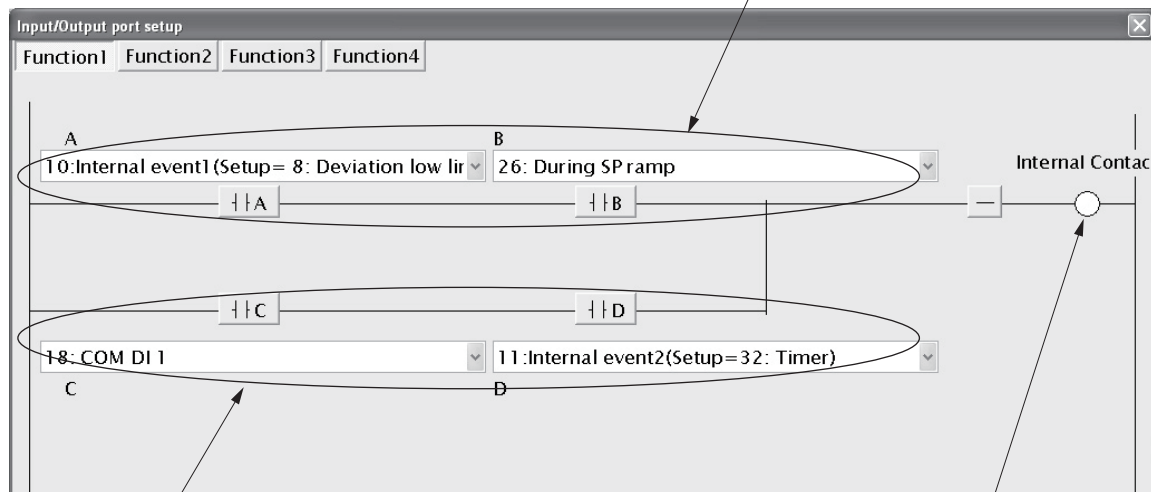 Input/Output port setup
Function1 Function2 Function3 Function4
A B
10:Internal event1(Setup= 8: Deviation low lir 26: During SP ramp
Internal Contac
A B
C D
18: COM DI 1 11:Internal event2(Setup=32: Timer)
C D